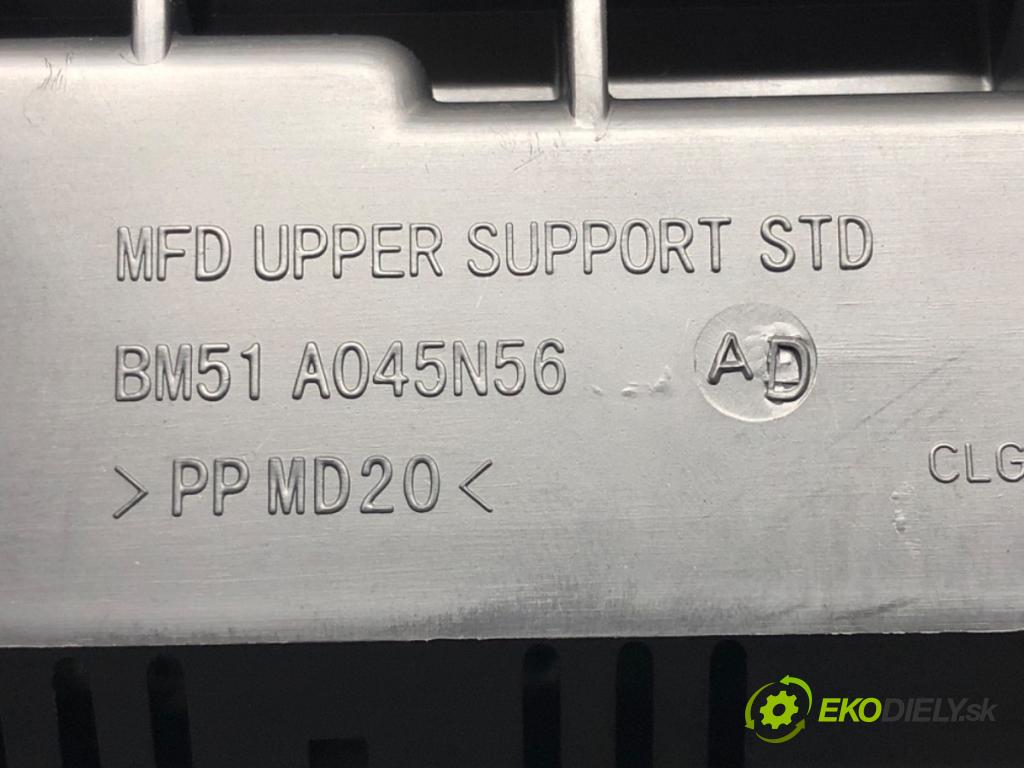 MFD UPPER SUPPORT STD
BM51 A045N56 AD
>PP MD20<
CLG
EKODIELY.sk